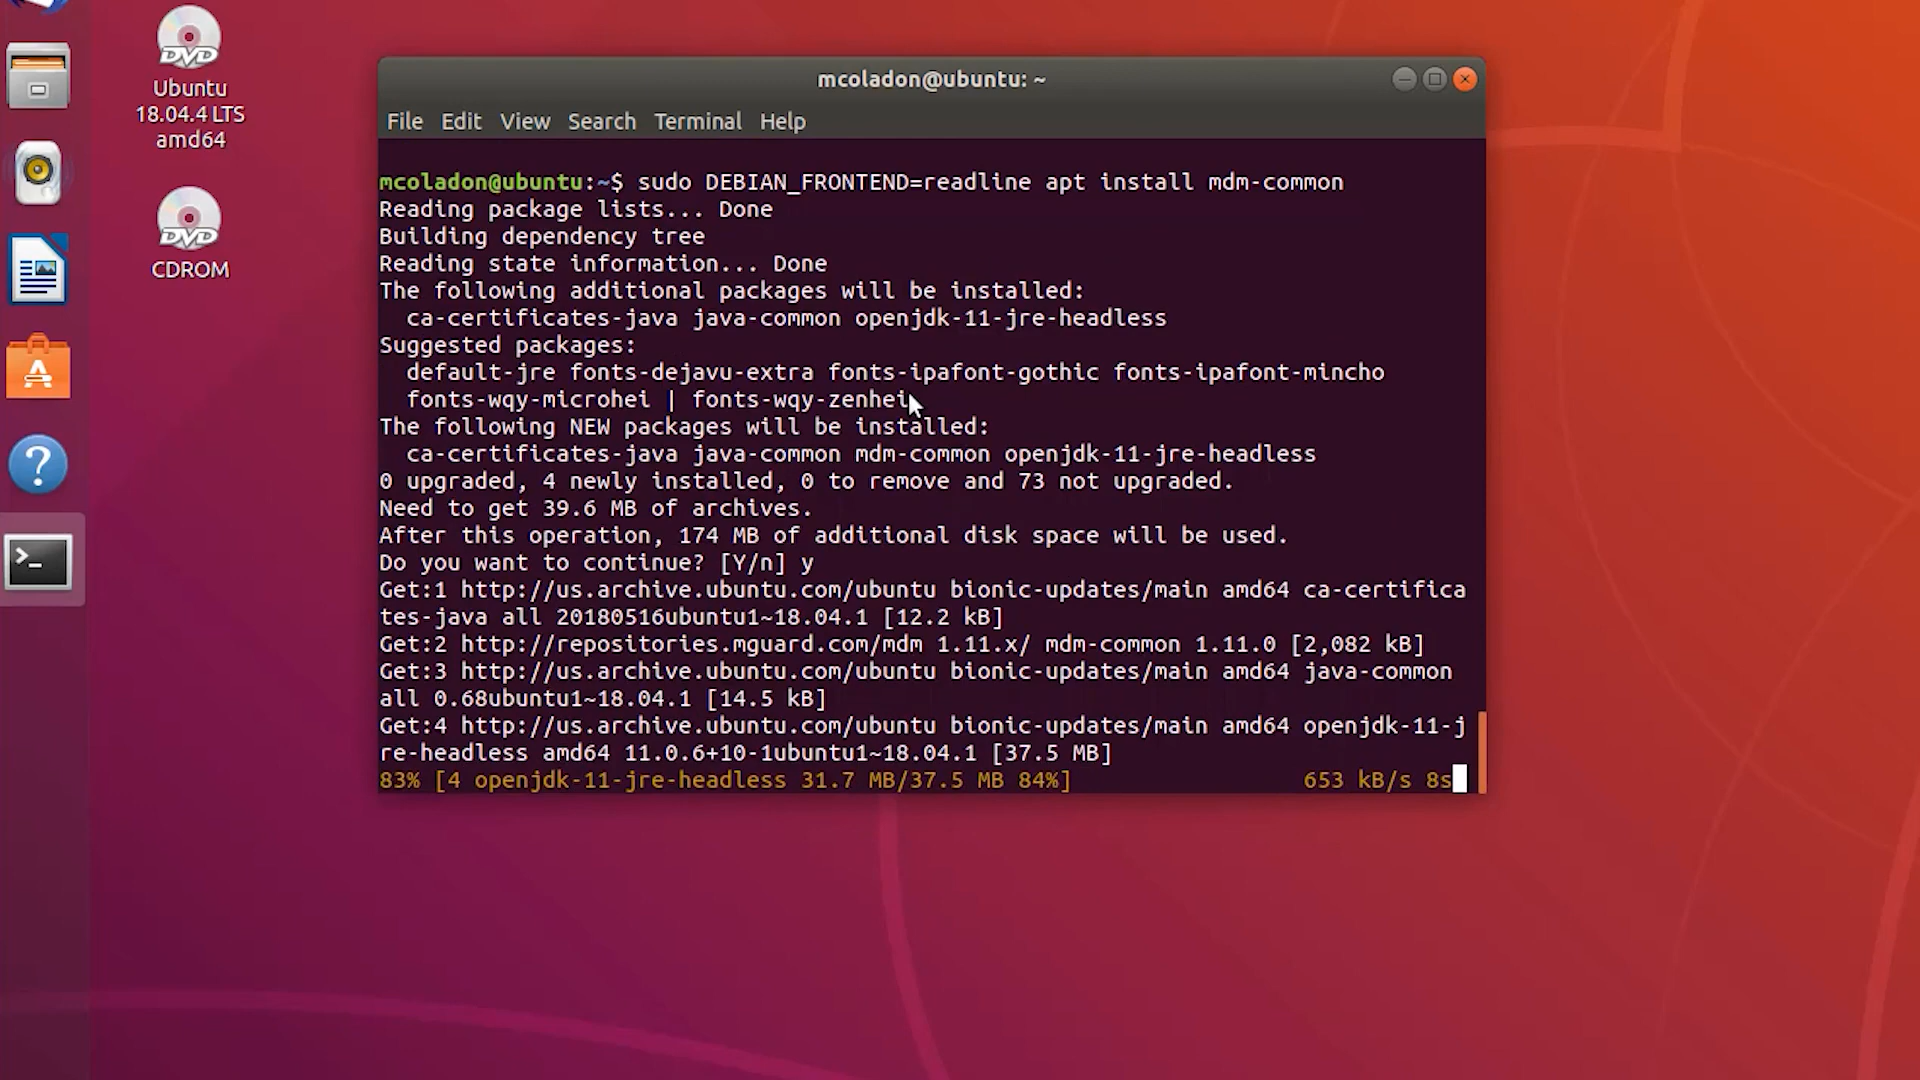 DVD
Ubuntu
18.04.4 LTS
amd64
DVD
CDROM
mcoladon@ubuntu: ~
File Edit View Search Terminal Help
mcoladon@ubuntu:~$ sudo DEBIAN_FRONTEND=readline apt install mdm-common
Reading package lists... Done
Building dependency tree
Reading state information... Done
The following additional packages will be installed:
  ca-certificates-java java-common openjdk-11-jre-headless
Suggested packages:
  default-jre fonts-dejavu-extra fonts-ipafont-gothic fonts-ipafont-mincho
  fonts-wqy-microhei | fonts-wqy-zenhei
The following NEW packages will be installed:
  ca-certificates-java java-common mdm-common openjdk-11-jre-headless
0 upgraded, 4 newly installed, 0 to remove and 73 not upgraded.
Need to get 39.6 MB of archives.
After this operation, 174 MB of additional disk space will be used.
Do you want to continue? [Y/n] y
Get:1 http://us.archive.ubuntu.com/ubuntu bionic-updates/main amd64 ca-certifica
tes-java all 20180516ubuntu1~18.04.1 [12.2 kB]
Get:2 http://repositories.mguard.com/mdm 1.11.x/ mdm-common 1.11.0 [2,082 kB]
Get:3 http://us.archive.ubuntu.com/ubuntu bionic-updates/main amd64 java-common
all 0.68ubuntu1~18.04.1 [14.5 kB]
Get:4 http://us.archive.ubuntu.com/ubuntu bionic-updates/main amd64 openjdk-11-j
re-headless amd64 11.0.6+10-1ubuntu1~18.04.1 [37.5 MB]
83% [4 openjdk-11-jre-headless 31.7 MB/37.5 MB 84%] 653 kB/s 8s